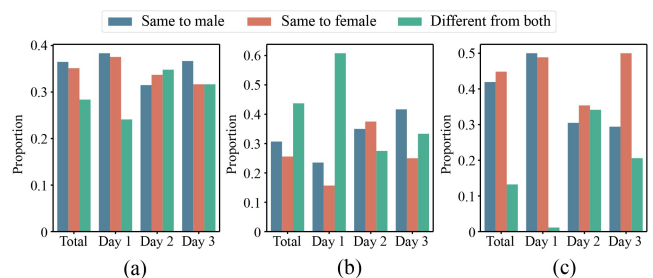 Same to male Same to female Different from both
0.4
0.3
0.2
0.1
0
Proportion
Total Day 1 Day 2 Day 3
(a)
0.6
0.5
0.4
0.3
0.2
0.1
0
Proportion
Total Day 1 Day 2 Day 3
(b)
0.5
0.4
0.3
0.2
0.1
0
Proportion
Total Day 1 Day 2 Day 3
(c)